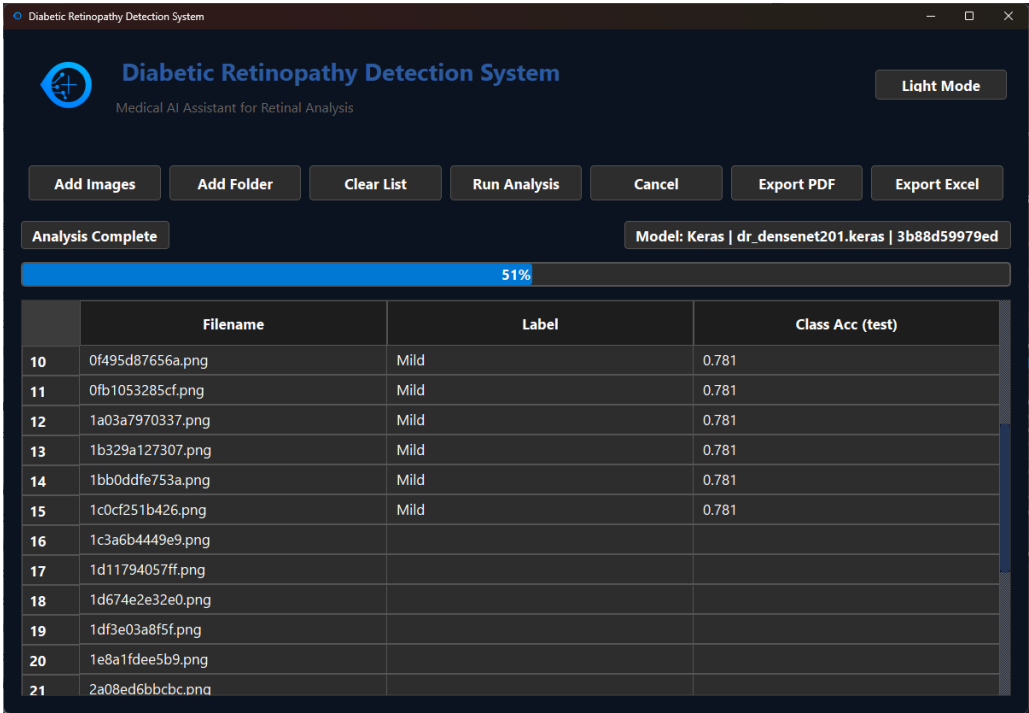 Diabetic Retinopathy Detection System
Diabetic Retinopathy Detection System
Medical AI Assistant for Retinal Analysis
Light Mode
Add Images Add Folder Clear List Run Analysis Cancel Export PDF Export Excel
Analysis Complete Model: Keras | dr_densenet201.keras | 3b88d59979ed
51%
Filename Label Class Acc (test)
10 0f495d87656a.png Mild 0.781
11 0fb1053285cf.png Mild 0.781
12 1a03a7970337.png Mild 0.781
13 1b329a127307.png Mild 0.781
14 1bb0ddfe753a.png Mild 0.781
15 1c0cf251b426.png Mild 0.781
16 1c3a6b4449e9.png
17 1d11794057ff.png
18 1d674e2e32e0.png
19 1df3e03a8f5f.png
20 1e8a1fdee5b9.png
21 2a08ed6bbcbc.png